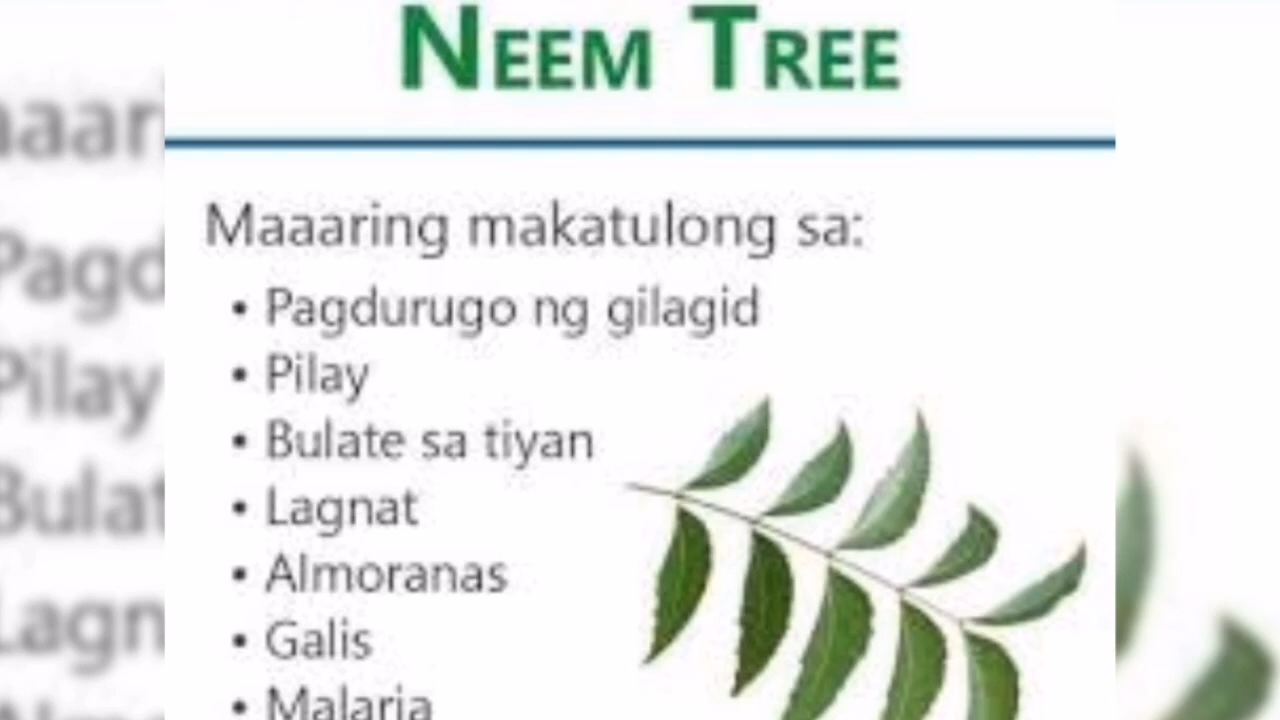 NEEM TREE
Maaaring makatulong sa:
• Pagdurugo ng gilagid
• Pilay
• Bulate sa tiyan
• Lagnat
• Almoranas
• Galis
• Malaria